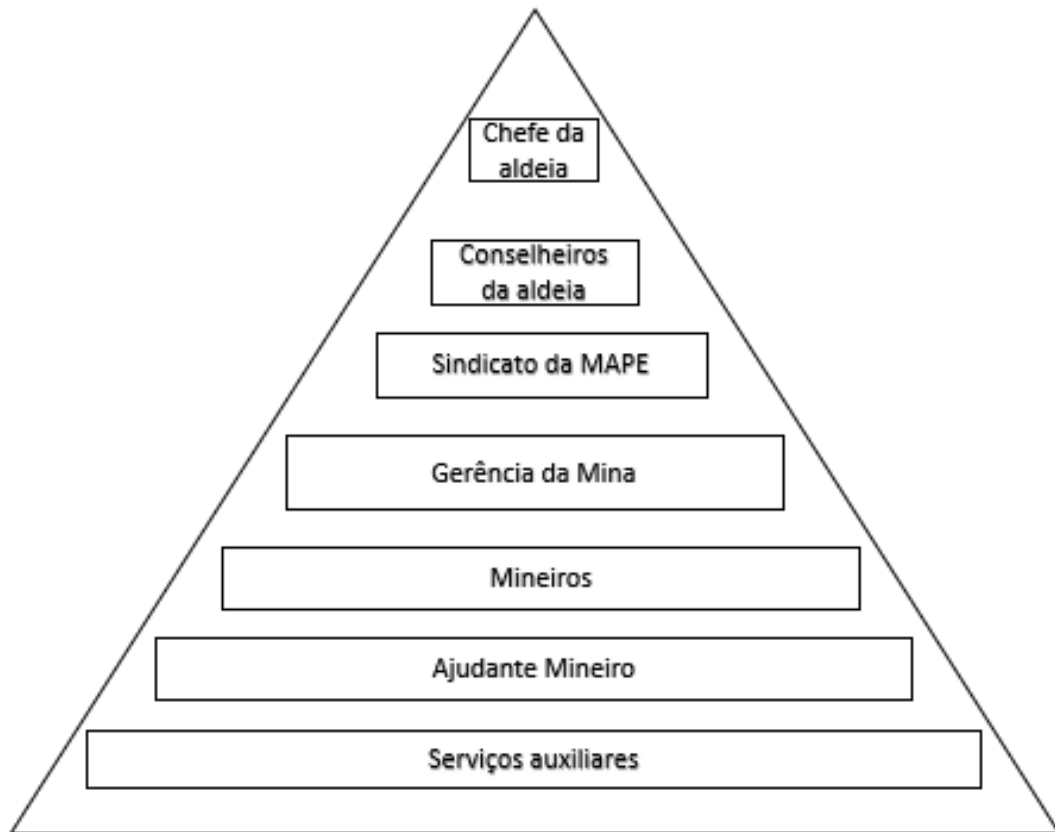 Chefe da
aldeia
Conselheiros
da aldeia
Sindicato da MAPE
Gerência da Mina
Mineiros
Ajudante Mineiro
Serviços auxiliares